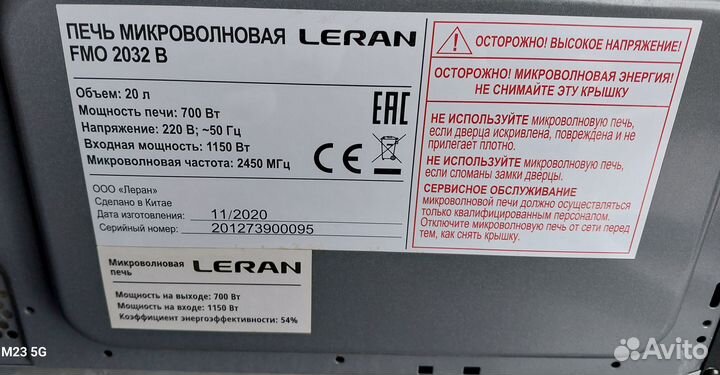 ПЕЧЬ МИКРОВОЛНОВАЯ LERAN
FMO 2032 B
Объем: 20 л
Мощность печи: 700 Вт
Напряжение: 220 В; ~50 Гц
Входная мощность: 1150 Вт
Микроволновая частота: 2450 МГц
EAC
CE
ООО «Леран»
Сделано в Китае
Дата изготовления: 11/2020
Серийный номер: 201273900095
ОСТОРОЖНО! ВЫСОКОЕ НАПРЯЖЕНИЕ!
ОСТОРОЖНО! МИКРОВОЛНОВАЯ ЭНЕРГИЯ!
НЕ СНИМАЙТЕ ЭТУ КРЫШКУ
НЕ ИСПОЛЬЗУЙТЕ микроволновую печь,
если дверца искривлена, повреждена и не
прилегает плотно.
НЕ ИСПОЛЬЗУЙТЕ микроволновую печь,
если сломаны замки дверцы.
СЕРВИСНОЕ ОБСЛУЖИВАНИЕ
микроволновой печи должно осуществляться
только квалифицированным персоналом.
Отключите микроволновую печь от сети перед
тем, как снять крышку.
Микроволновая
печь LERAN
Мощность на выходе: 700 Вт
Мощность на входе: 1150 Вт
Коэффициент энергоэффективности: 54%
M23 5G
Avito